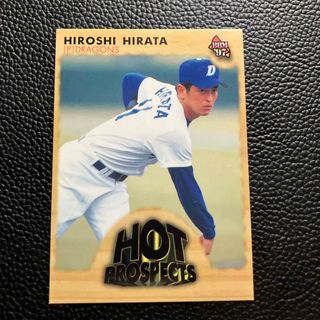 HIROSHI HIRATA
[P]DRAGONS
BBM
'97
D
HIRATA
HOT
PROSPECTS